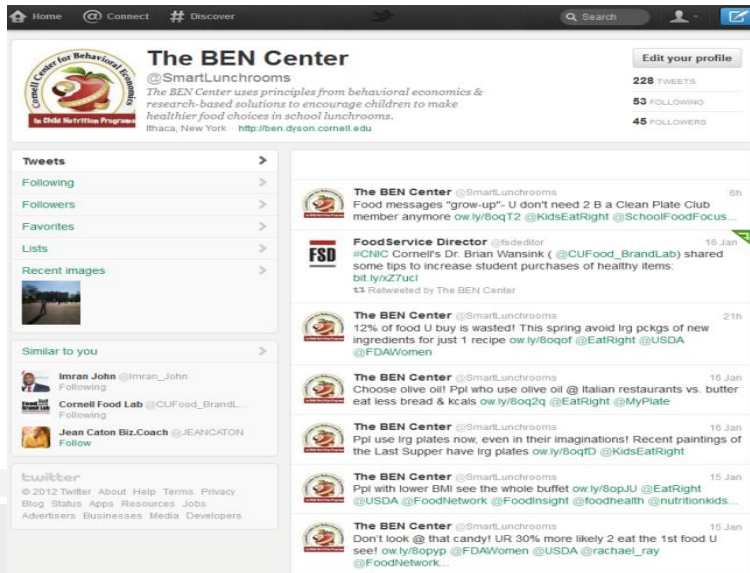 Home Connect Discover Search
Cornell Center for Behavioral Economics
In Child Nutrition Programs
The BEN Center
@SmartLunchrooms
The BEN Center uses principles from behavioral economics &
research-based solutions to encourage children to make
healthier food choices in school lunchrooms.
Ithaca, New York http://ben.dyson.cornell.edu
Edit your profile
228 TWEETS
53 FOLLOWING
45 FOLLOWERS
Tweets
Following
Followers
Favorites
Lists
Recent images
Similar to you
Imran John @Imran_John
Following
Cornell Food Lab @CUFood_BrandL...
Following
Jean Caton Biz.Coach @JEANCATON
Follow
twitter
© 2012 Twitter About Help Terms Privacy
Blog Status Apps Resources Jobs
Advertisers Businesses Media Developers
The BEN Center @SmartLunchrooms 6h
Food messages "grow-up"- U don't need 2 B a Clean Plate Club
member anymore ow.ly/8oqT2 @KidsEatRight @SchoolFoodFocus...
FSD
FoodService Director @fsdeditor 16 Jan
#CNIC Cornell's Dr. Brian Wansink ( @CUFood_BrandLab) shared
some tips to increase student purchases of healthy items:
bit.ly/xZ7ucI
Retweeted by The BEN Center
The BEN Center @SmartLunchrooms 21h
12% of food U buy is wasted! This spring avoid lrg pckgs of new
ingredients for just 1 recipe ow.ly/8oqof @EatRight @USDA
@FDAWomen
The BEN Center @SmartLunchrooms 16 Jan
Choose olive oil! Ppl who use olive oil @ Italian restaurants vs. butter
eat less bread & kcals ow.ly/8oq2q @EatRight @MyPlate
The BEN Center @SmartLunchrooms 16 Jan
Ppl use lrg plates now, even in their imaginations! Recent paintings of
the Last Supper have lrg plates ow.ly/8oqfD @KidsEatRight
The BEN Center @SmartLunchrooms 15 Jan
Ppl with lower BMI see the whole buffet ow.ly/8opJU @EatRight
@USDA @FoodNetwork @FoodInsight @foodhealth @nutritionkids...
The BEN Center @SmartLunchrooms 15 Jan
Don't look @ that candy! UR 30% more likely 2 eat the 1st food U
see! ow.ly/8opyp @FDAWomen @USDA @rachael_ray
@FoodNetwork...